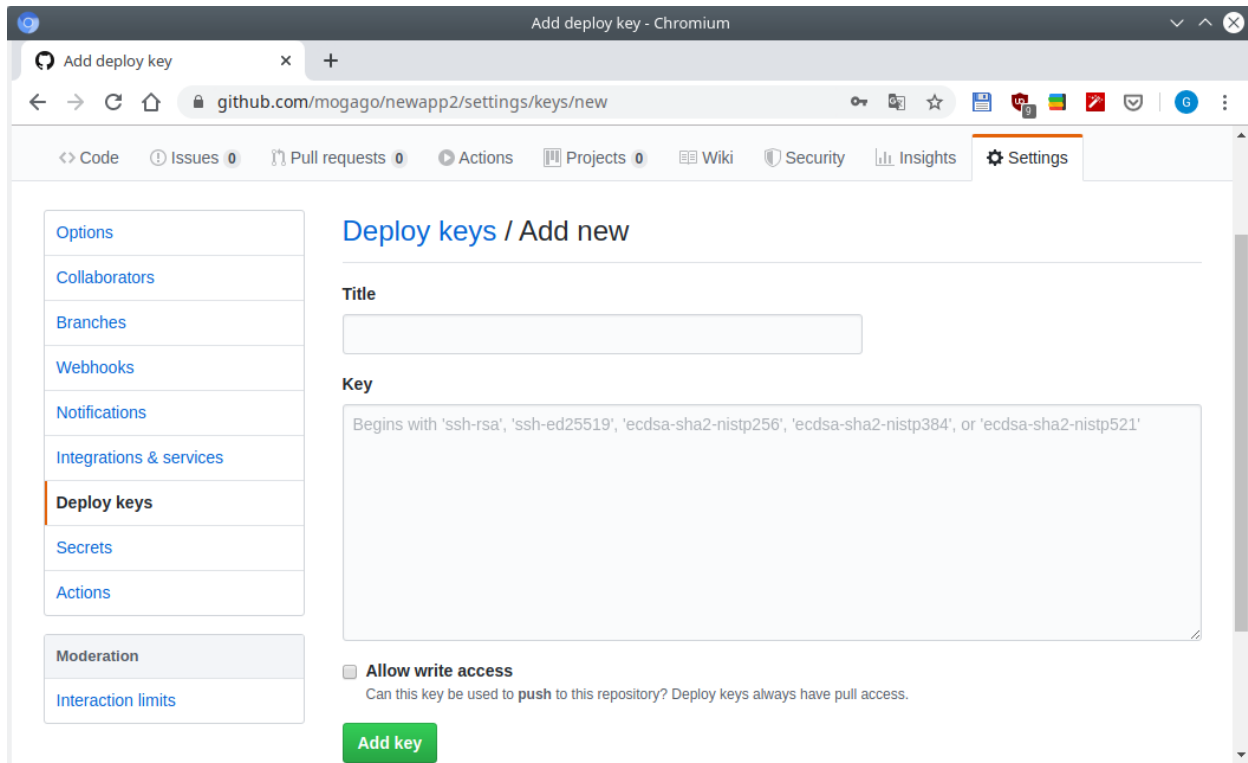 Add deploy key - Chromium
Add deploy key
github.com/mogago/newapp2/settings/keys/new
9
G
<> Code Issues 0 Pull requests 0 Actions Projects 0 Wiki Security Insights Settings
Options
Collaborators
Branches
Webhooks
Notifications
Integrations & services
Deploy keys
Secrets
Actions
Moderation
Interaction limits
Deploy keys / Add new
Title
Key
Begins with 'ssh-rsa', 'ssh-ed25519', 'ecdsa-sha2-nistp256', 'ecdsa-sha2-nistp384', or 'ecdsa-sha2-nistp521'
Allow write access
Can this key be used to push to this repository? Deploy keys always have pull access.
Add key